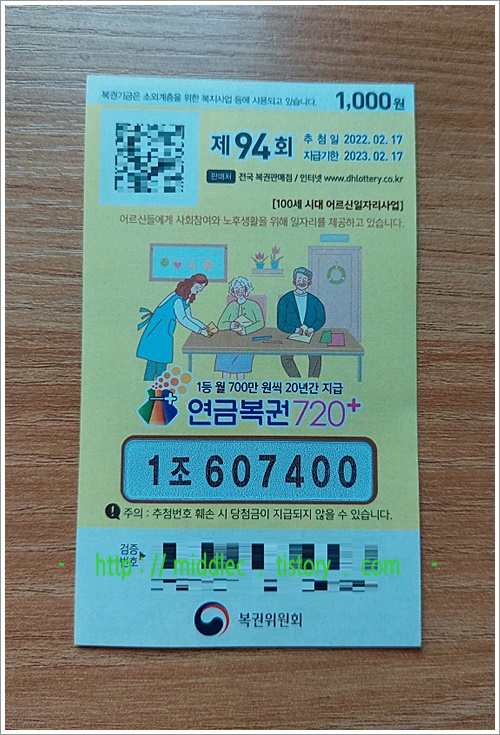 복권기금은 소외계층을 위한 복지사업 등에 사용되고 있습니다.
1,000원
제94회
추첨일 2022. 02. 17
지급기한 2023. 02. 17
판매처 전국 복권판매점 / 인터넷 www.dhlottery.co.kr
[100세 시대 어르신일자리사업]
어르신들에게 사회참여와 노후생활을 위해 일자리를 제공하고 있습니다.
1등 월 700만 원씩 20년간 지급
연금복권720+
1조 607400
! 주의 : 추첨번호 훼손 시 당첨금이 지급되지 않을 수 있습니다.
검증
번호
- http://middlec.tistory.com -
복권위원회